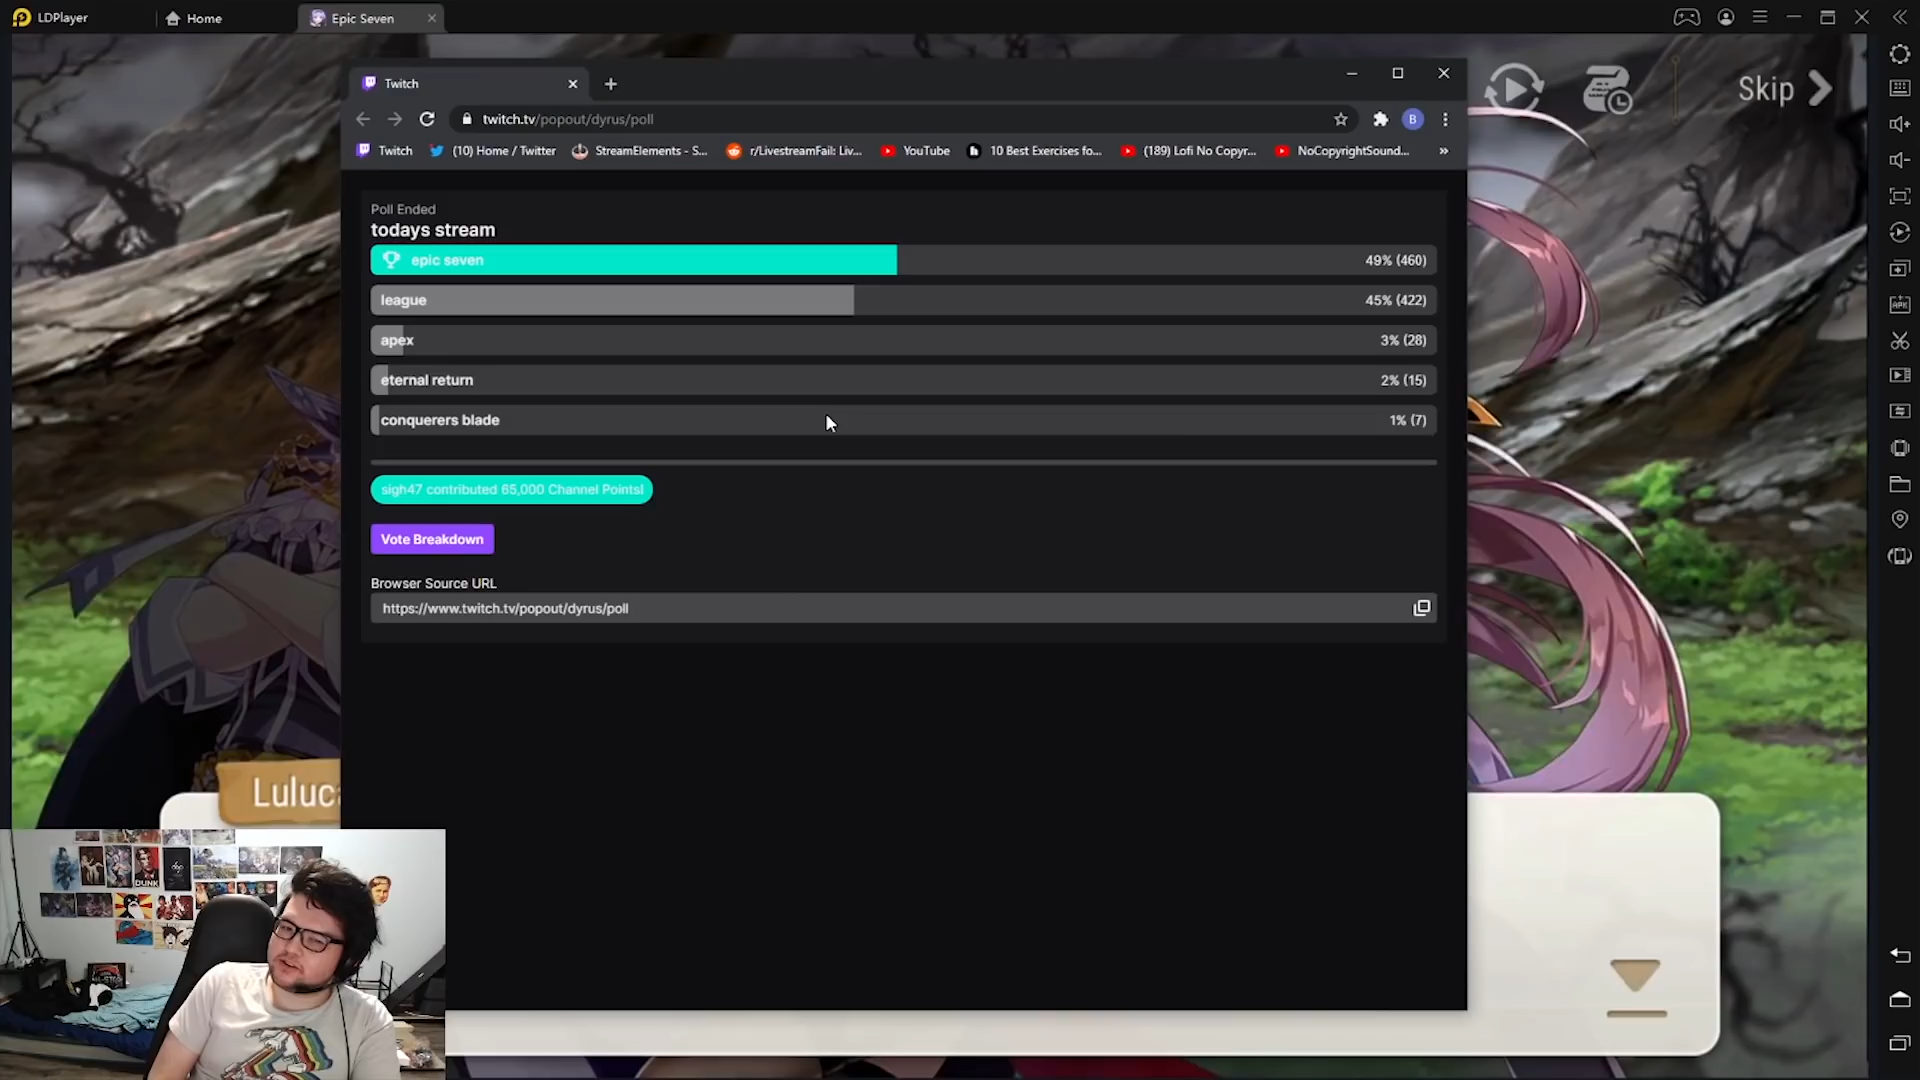 LDPlayer
Home
Epic Seven
Skip
Twitch
twitch.tv/popout/dyrus/poll
B
Twitch
(10) Home / Twitter
StreamElements - S...
r/LivestreamFail: Liv...
YouTube
10 Best Exercises fo...
(189) Lofi No Copyr...
NoCopyrightSound...
»
Poll Ended
todays stream
epic seven 49% (460)
league 45% (422)
apex 3% (28)
eternal return 2% (15)
conquerers blade 1% (7)
sigh47 contributed 65,000 Channel Points!
Vote Breakdown
Browser Source URL
https://www.twitch.tv/popout/dyrus/poll
Luluc
DUNK
APK